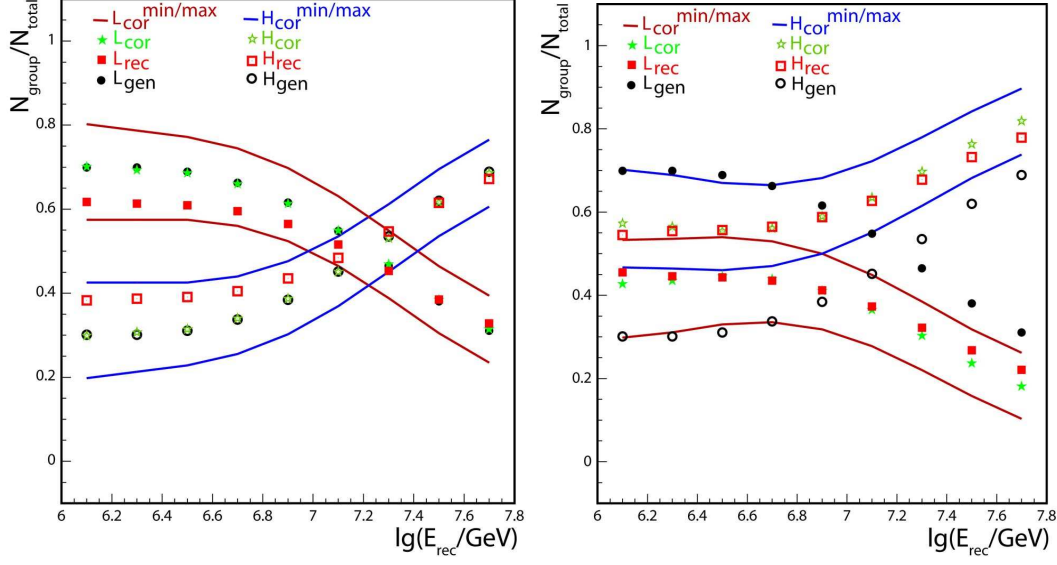 N_group/N_total
L_cor min/max
H_cor min/max
L_cor
H_cor
L_rec
H_rec
L_gen
H_gen
1
0.8
0.6
0.4
0.2
0
6 6.2 6.4 6.6 6.8 7 7.2 7.4 7.6 7.8
lg(E_rec/GeV)
N_group/N_total
L_cor min/max
H_cor min/max
L_cor
H_cor
L_rec
H_rec
L_gen
H_gen
1
0.8
0.6
0.4
0.2
0
6 6.2 6.4 6.6 6.8 7 7.2 7.4 7.6 7.8
lg(E_rec/GeV)